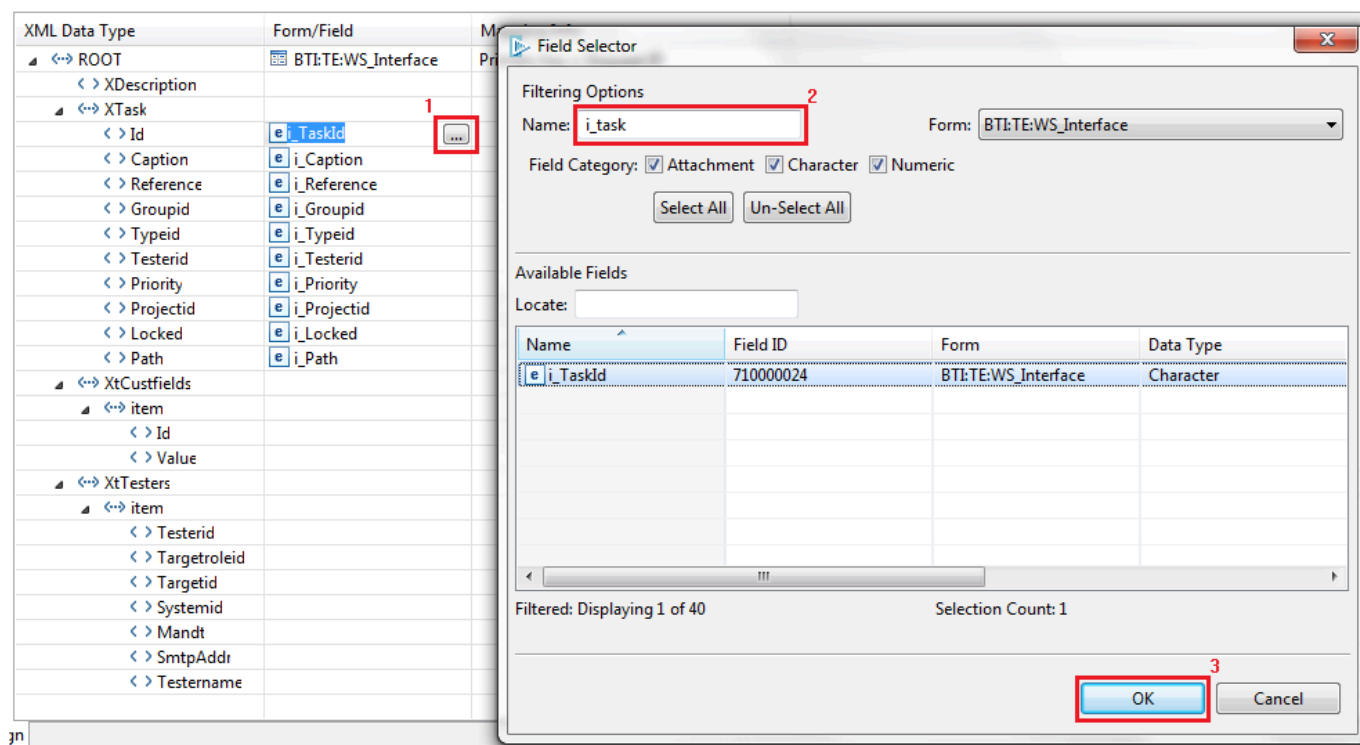 XML Data Type Form/Field
ROOT BTI:TE:WS_Interface
XDescription
XTask
1
Id i_TaskId ...
Caption i_Caption
Reference i_Reference
Groupid i_Groupid
Typeid i_Typeid
Testerid i_Testerid
Priority i_Priority
Projectid i_Projectid
Locked i_Locked
Path i_Path
XtCustfields
item
Id
Value
XtTesters
item
Testerid
Targetroleid
Targetid
Systemid
Mandt
SmtpAddr
Testername
Field Selector
Filtering Options
2
Name: i_task Form: BTI:TE:WS_Interface
Field Category: Attachment Character Numeric
Select All Un-Select All
Available Fields
Locate:
Name Field ID Form Data Type
i_TaskId 710000024 BTI:TE:WS_Interface Character
Filtered: Displaying 1 of 40 Selection Count: 1
3
OK Cancel